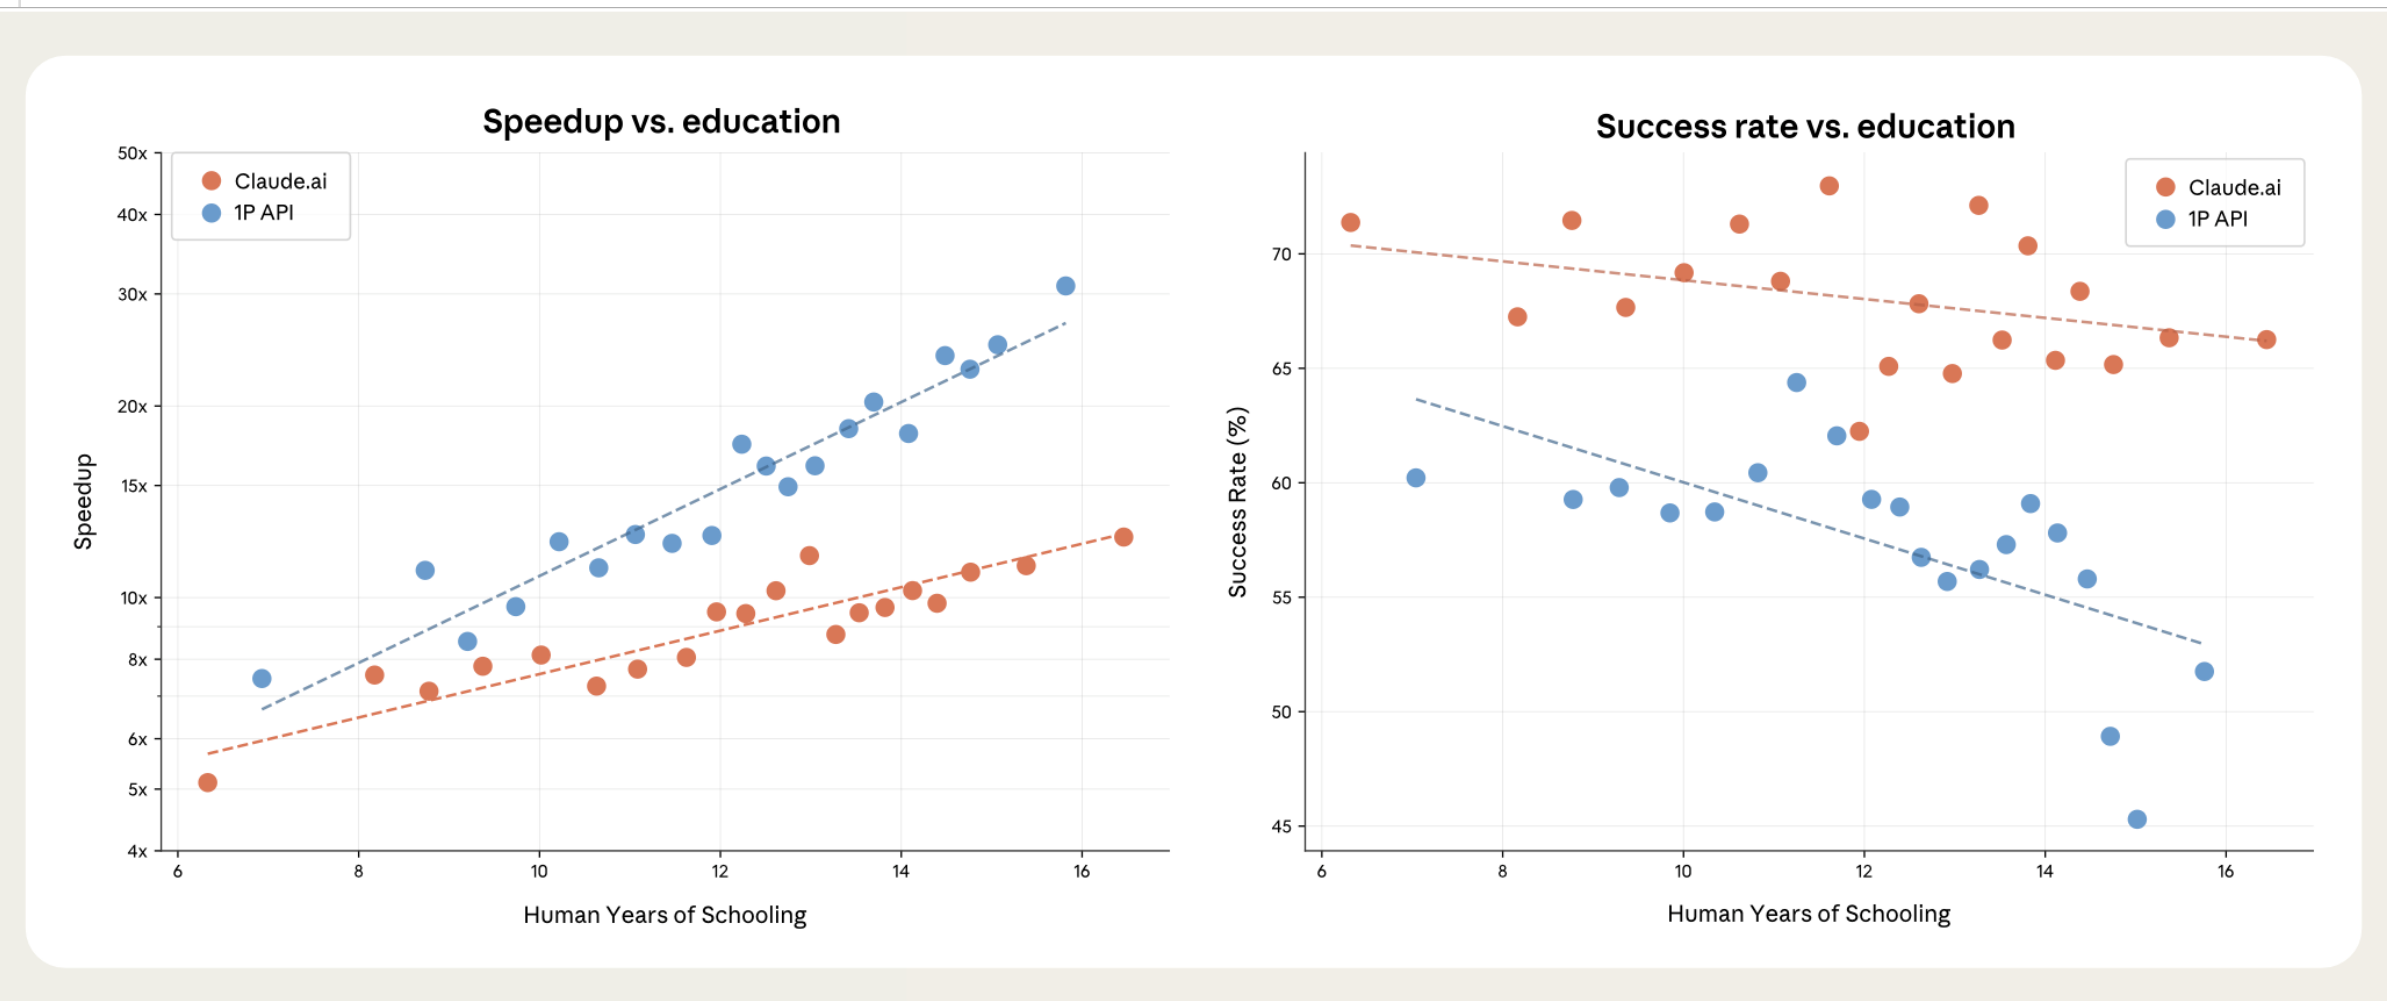 Speedup vs. education
Claude.ai
1P API
50x
40x
30x
20x
15x
10x
8x
6x
5x
4x
Speedup
6 8 10 12 14 16
Human Years of Schooling
Success rate vs. education
Claude.ai
1P API
70
65
60
55
50
45
Success Rate (%)
6 8 10 12 14 16
Human Years of Schooling